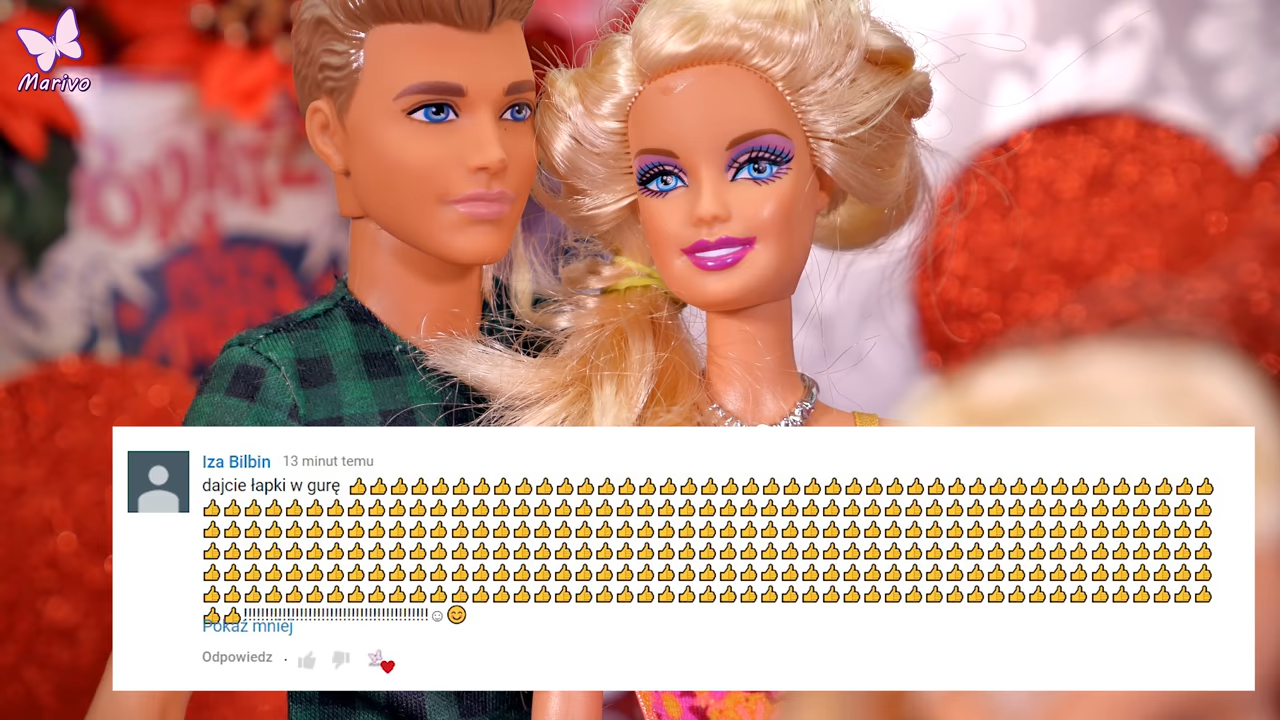 Marivo
Iza Bilbin 13 minut temu
dajcie łapki w gurę 👍👍👍👍👍👍👍👍👍👍👍👍👍👍👍👍👍👍👍👍👍👍👍👍👍👍👍👍👍👍👍👍👍👍👍👍👍👍👍👍👍👍
👍👍👍👍👍👍👍👍👍👍👍👍👍👍👍👍👍👍👍👍👍👍👍👍👍👍👍👍👍👍👍👍👍👍👍👍👍👍👍👍👍👍👍👍👍👍👍👍👍
👍👍👍👍👍👍👍👍👍👍👍👍👍👍👍👍👍👍👍👍👍👍👍👍👍👍👍👍👍👍👍👍👍👍👍👍👍👍👍👍👍👍👍👍👍👍👍👍👍
👍👍👍👍👍👍👍👍👍👍👍👍👍👍👍👍👍👍👍👍👍👍👍👍👍👍👍👍👍👍👍👍👍👍👍👍👍👍👍👍👍👍👍👍👍👍👍👍👍
👍👍👍👍👍👍👍👍👍👍👍👍👍👍👍👍👍👍👍👍👍👍👍👍👍👍👍👍👍👍👍👍👍👍👍👍👍👍👍👍👍👍👍👍👍👍👍👍👍
👍👍👍👍👍👍👍👍👍👍👍👍👍👍👍👍👍👍👍👍👍👍👍👍👍👍👍👍👍👍👍👍👍👍👍👍👍👍👍👍👍👍👍👍👍👍👍👍👍
👍👍!!!!!!!!!!!!!!!!!!!!!!!!!!!!!!!!!!!!!!!!!!☺😊
Pokaż mniej
Odpowiedz ·